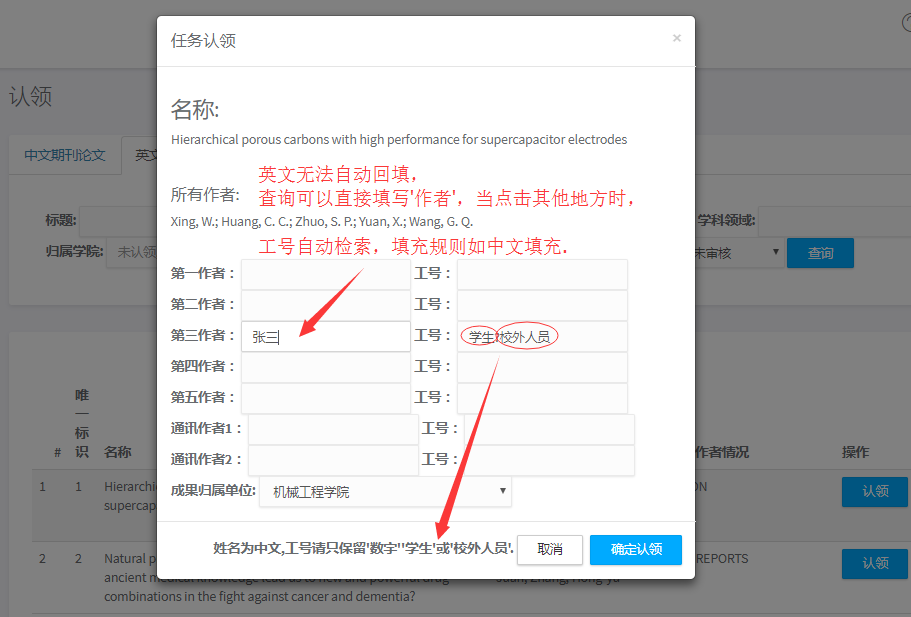 任务认领
×
认领
名称:
Hierarchical porous carbons with high performance for supercapacitor electrodes
中文期刊论文
英文
英文无法自动回填，
所有作者:
查询可以直接填写'作者'，当点击其他地方时，
标题:
Xing, W.; Huang, C. C.; Zhuo, S. P.; Yuan, X.; Wang, G. Q.
学科领域:
归属学院:
未认领
工号自动检索，填充规则如中文填充.
未审核
查询
第一作者：
工号：
第二作者：
工号：
第三作者：
张三
工号：
学生?校外人员
第四作者：
工号：
第五作者：
工号：
通讯作者1：
工号：
通讯作者2：
工号：
成果归属单位:
机械工程学院
唯
一
标
识
#
名称
作者情况
操作
1
1
Hierarchi
ON
认领
supercap
姓名为中文,工号请只保留'数字''学生'或'校外人员'.
取消
确定认领
2
2
Natural p
REPORTS
认领
ancient medical knowledge lead us to new and powerful drug
Juan; Zhang, Hong-yu
combinations in the fight against cancer and dementia?